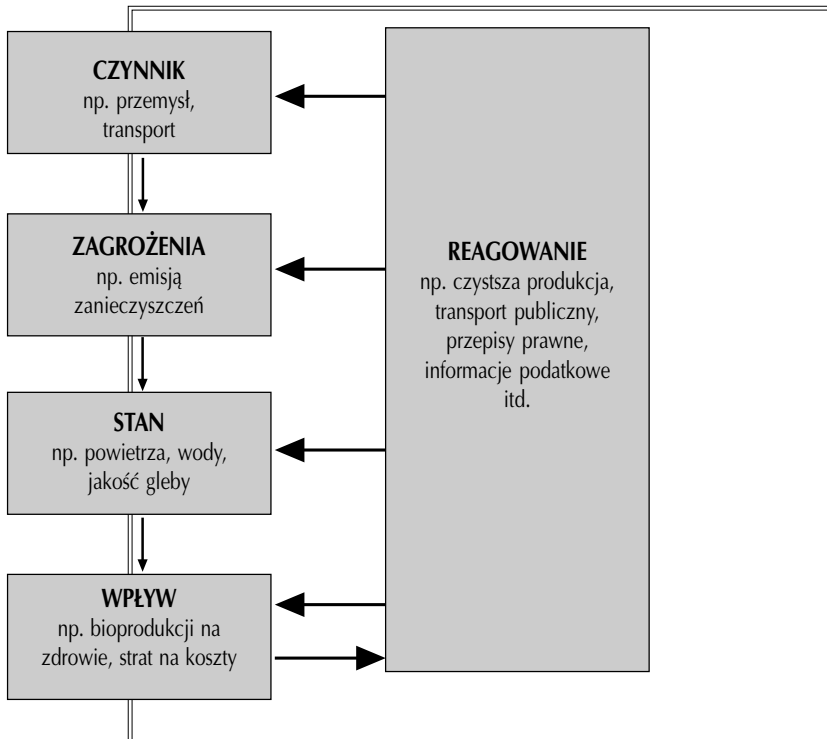 CZYNNIK
np. przemysł,
transport
ZAGROŻENIA
np. emisją
zanieczyszczeń
STAN
np. powietrza, wody,
jakość gleby
WPŁYW
np. bioprodukcji na
zdrowie, strat na koszty
REAGOWANIE
np. czystsza produkcja,
transport publiczny,
przepisy prawne,
informacje podatkowe
itd.